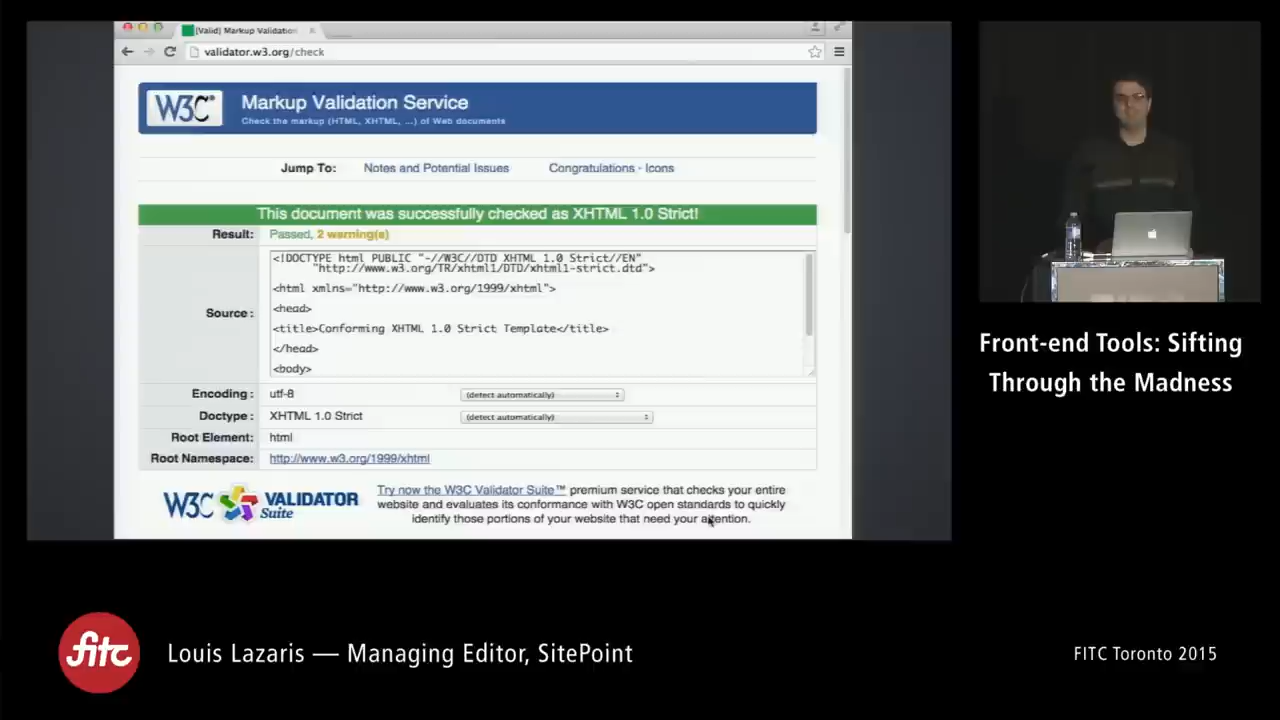 [Valid] Markup Validation
validator.w3.org/check
W3C®
Markup Validation Service
Check the markup (HTML, XHTML, ...) of Web documents
Jump To: Notes and Potential Issues Congratulations · Icons
This document was successfully checked as XHTML 1.0 Strict!
Result: Passed, 2 warning(s)
Source :
<!DOCTYPE html PUBLIC "-//W3C//DTD XHTML 1.0 Strict//EN"
"http://www.w3.org/TR/xhtml1/DTD/xhtml1-strict.dtd">
<html xmlns="http://www.w3.org/1999/xhtml">
<head>
<title>Conforming XHTML 1.0 Strict Template</title>
</head>
<body>
Encoding : utf-8 (detect automatically)
Doctype : XHTML 1.0 Strict (detect automatically)
Root Element: html
Root Namespace: http://www.w3.org/1999/xhtml
W3C VALIDATOR
Suite
Try now the W3C Validator Suite™ premium service that checks your entire
website and evaluates its conformance with W3C open standards to quickly
identify those portions of your website that need your attention.
Front-end Tools: Sifting
Through the Madness
fitc
Louis Lazaris — Managing Editor, SitePoint
FITC Toronto 2015